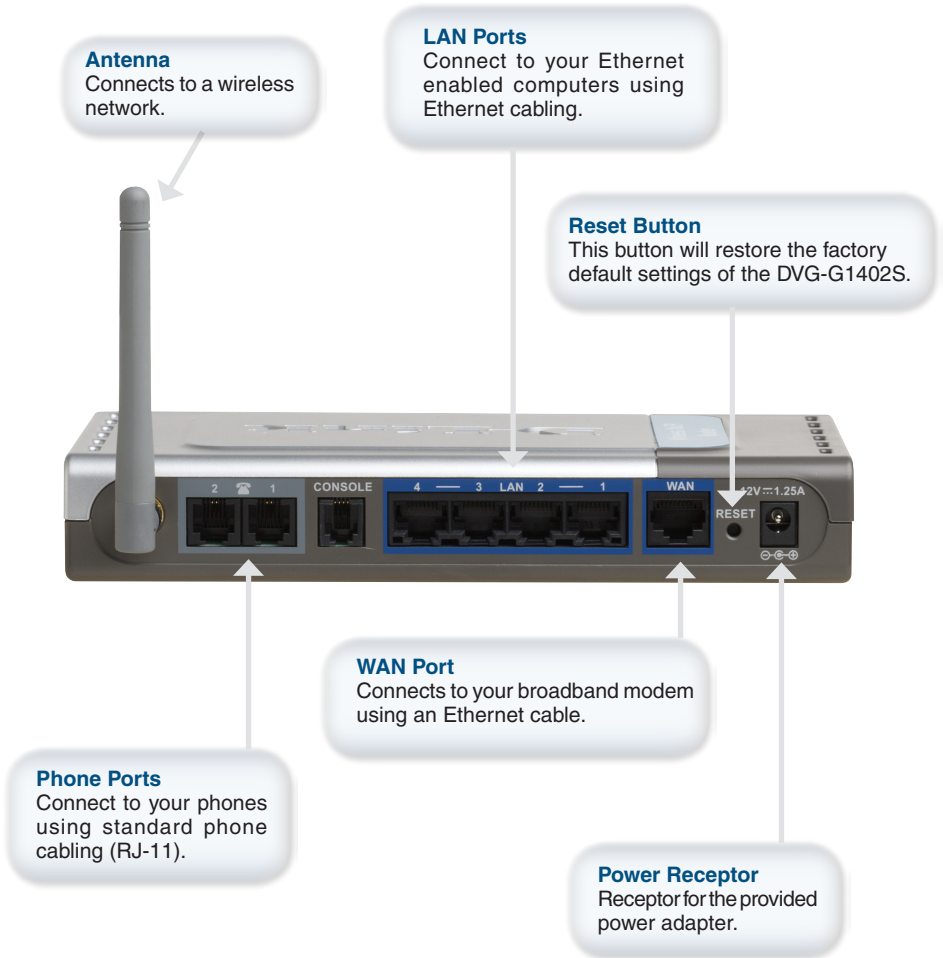 Antenna
Connects to a wireless
network.
LAN Ports
Connect to your Ethernet
enabled computers using
Ethernet cabling.
Reset Button
This button will restore the factory
default settings of the DVG-G1402S.
2 ☎ 1
CONSOLE
4 — 3 LAN 2 — 1
WAN
RESET
12V⎓1.25A
WAN Port
Connects to your broadband modem
using an Ethernet cable.
Phone Ports
Connect to your phones
using standard phone
cabling (RJ-11).
Power Receptor
Receptor for the provided
power adapter.